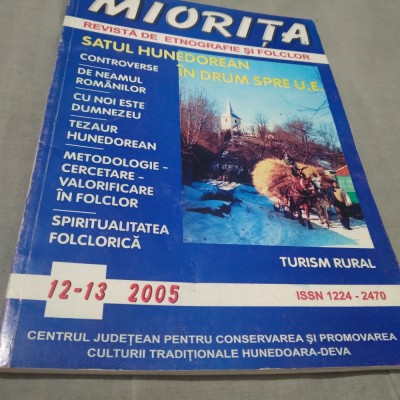 MIORIȚA
REVISTĂ DE ETNOGRAFIE ȘI FOLCLOR
SATUL HUNEDOREAN
ÎN DRUM SPRE U.E.
CONTROVERSE
DE NEAMUL
ROMÂNILOR
CU NOI ESTE
DUMNEZEU
TEZAUR
HUNEDOREAN
METODOLOGIE -
CERCETARE -
VALORIFICARE
ÎN FOLCLOR
SPIRITUALITATEA
FOLCLORICĂ
TURISM RURAL
12-13 2005
ISSN 1224 - 2470
CENTRUL JUDEȚEAN PENTRU CONSERVAREA ȘI PROMOVAREA
CULTURII TRADIȚIONALE HUNEDOARA-DEVA